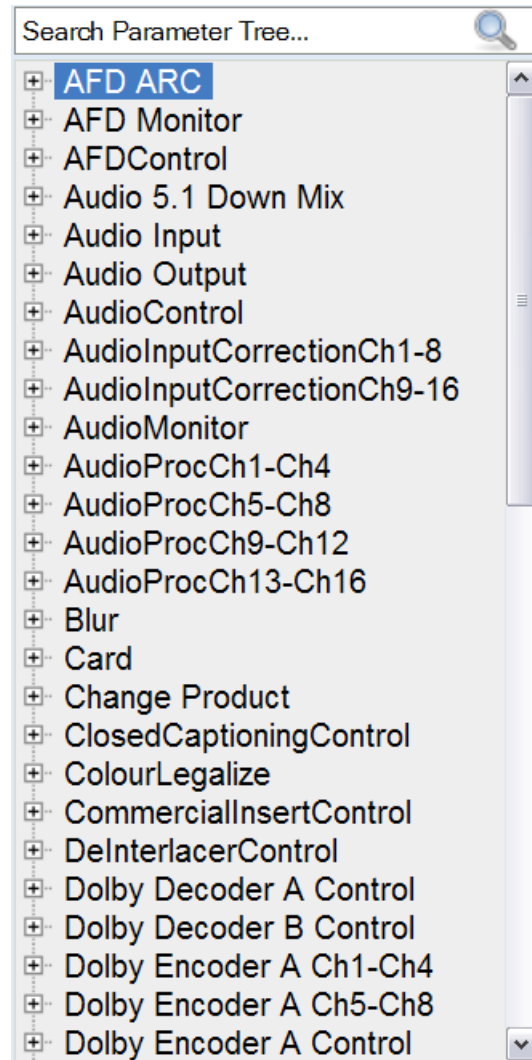 Search Parameter Tree...
AFD ARC
AFD Monitor
AFDControl
Audio 5.1 Down Mix
Audio Input
Audio Output
AudioControl
AudioInputCorrectionCh1-8
AudioInputCorrectionCh9-16
AudioMonitor
AudioProcCh1-Ch4
AudioProcCh5-Ch8
AudioProcCh9-Ch12
AudioProcCh13-Ch16
Blur
Card
Change Product
ClosedCaptioningControl
ColourLegalize
CommercialInsertControl
DeInterlacerControl
Dolby Decoder A Control
Dolby Decoder B Control
Dolby Encoder A Ch1-Ch4
Dolby Encoder A Ch5-Ch8
Dolby Encoder A Control